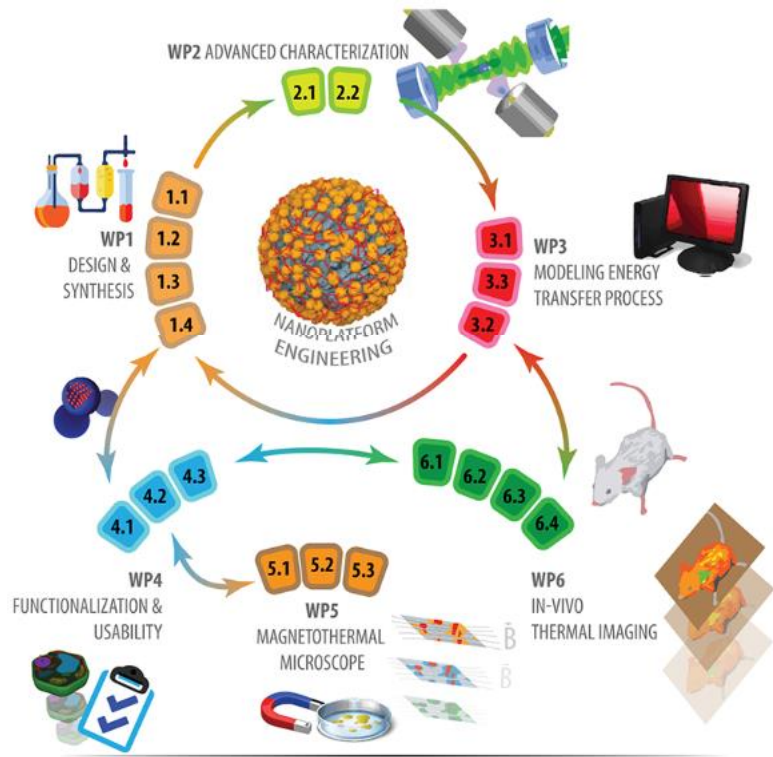 WP2 ADVANCED CHARACTERIZATION
2.1 2.2
1.1
1.2
1.3
1.4
WP1
DESIGN &
SYNTHESIS
NANOPLATFORM
ENGINEERING
3.1
3.3
3.2
WP3
MODELING ENERGY
TRANSFER PROCESS
4.1 4.2 4.3
WP4
FUNCTIONALIZATION &
USABILITY
5.1 5.2 5.3
WP5
MAGNETOTHERMAL
MICROSCOPE
B̄
B̄
6.1 6.2 6.3 6.4
WP6
IN-VIVO
THERMAL IMAGING